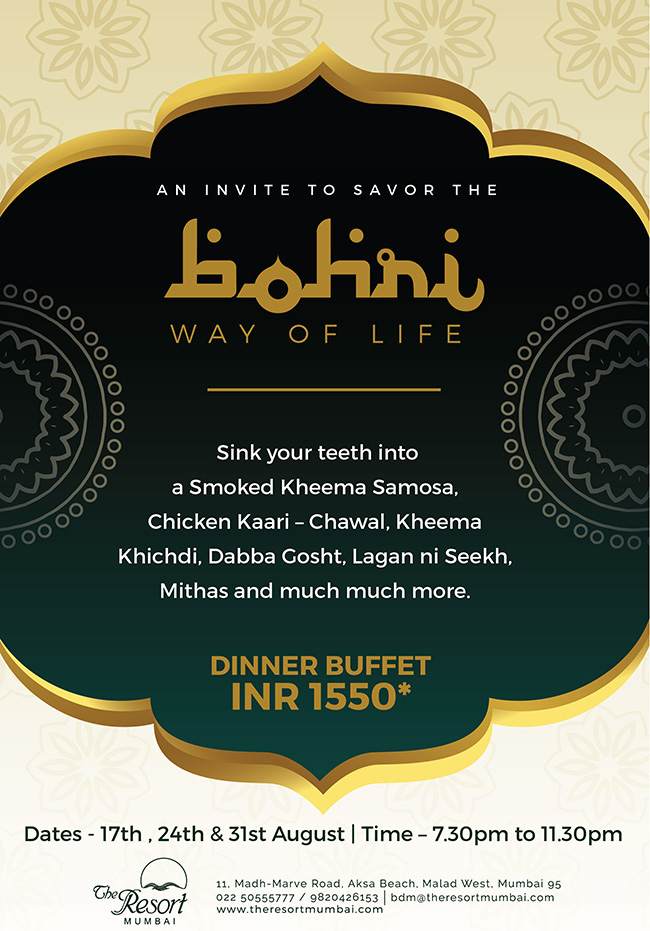 AN INVITE TO SAVOR THE
bohri
WAY OF LIFE
Sink your teeth into
a Smoked Kheema Samosa,
Chicken Kaari – Chawal, Kheema
Khichdi, Dabba Gosht, Lagan ni Seekh,
Mithas and much much more.
DINNER BUFFET
INR 1550*
Dates - 17th , 24th & 31st August | Time – 7.30pm to 11.30pm
The Resort
MUMBAI
11. Madh-Marve Road, Aksa Beach, Malad West, Mumbai 95
022 50555777 / 9820426153 | bdm@theresortmumbai.com
www.theresortmumbai.com